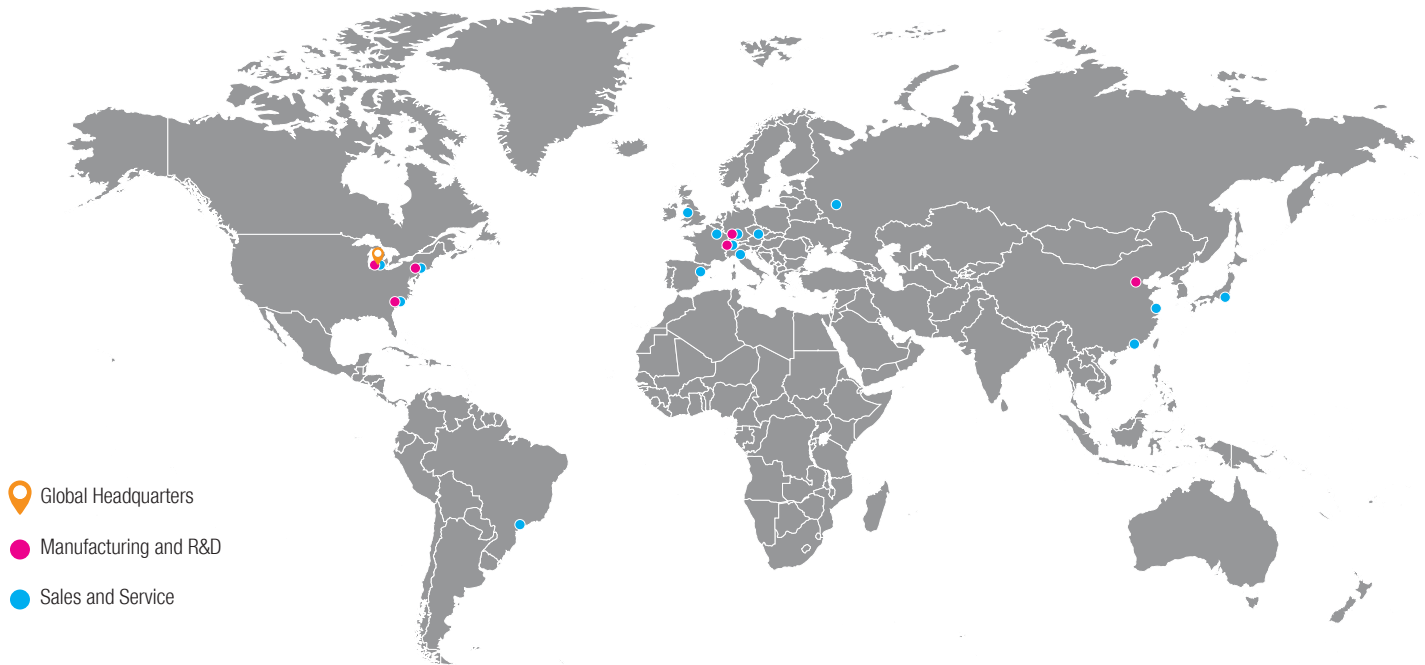 Global Headquarters
Manufacturing and R&D
Sales and Service